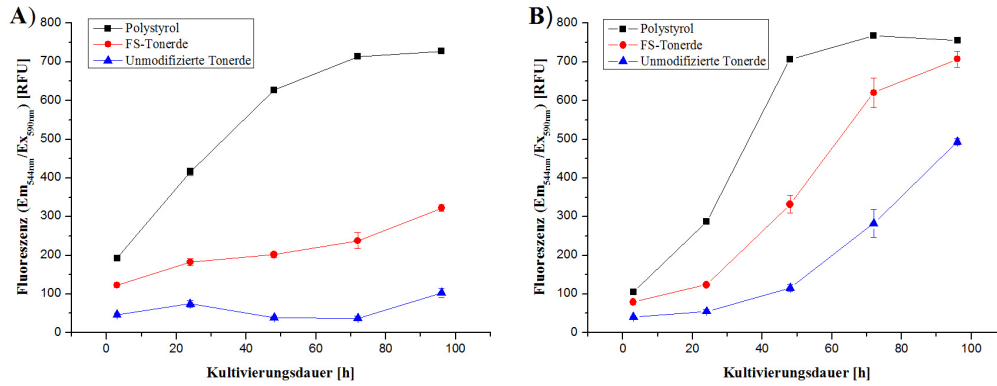 A)
Polystyrol
FS-Tonerde
Unmodifizierte Tonerde
Fluoreszenz (Em544nm/Ex590nm) [RFU]
800
700
600
500
400
300
200
100
0
0 20 40 60 80 100
Kultivierungsdauer [h]
B)
Polystyrol
FS-Tonerde
Unmodifizierte Tonerde
Fluoreszenz (Em544nm/Ex590nm) [RFU]
800
700
600
500
400
300
200
100
0
0 20 40 60 80 100
Kultivierungsdauer [h]